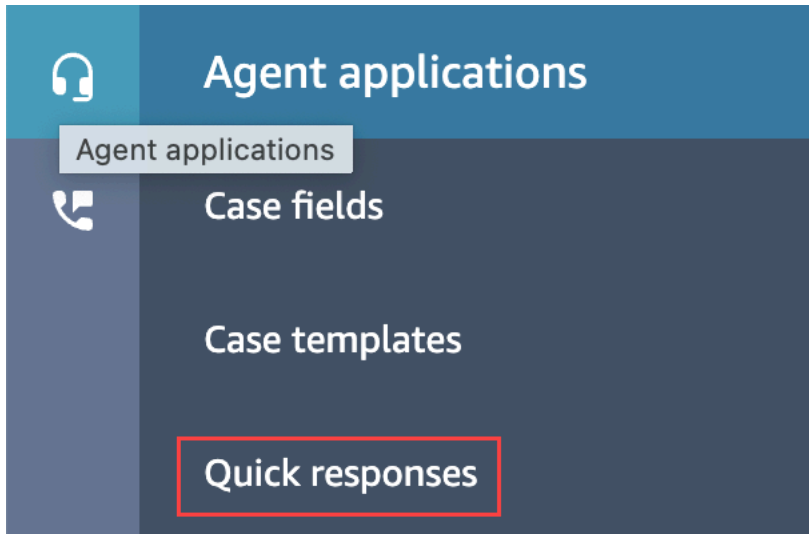 Agent applications
Agent applications
Case fields
Case templates
Quick responses